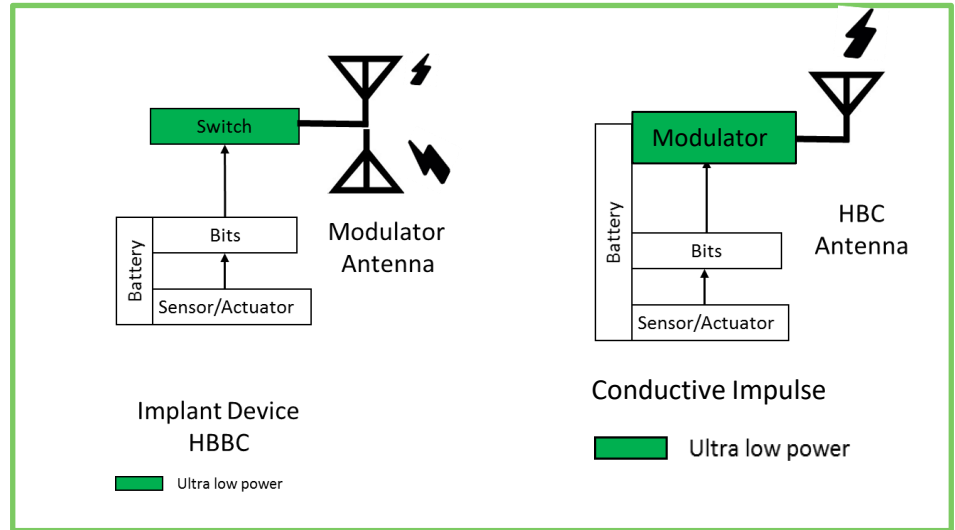 Switch
Bits
Battery
Sensor/Actuator
Modulator
Antenna
Implant Device
HBBC
Ultra low power
Modulator
Battery
Bits
Sensor/Actuator
HBC
Antenna
Conductive Impulse
Ultra low power